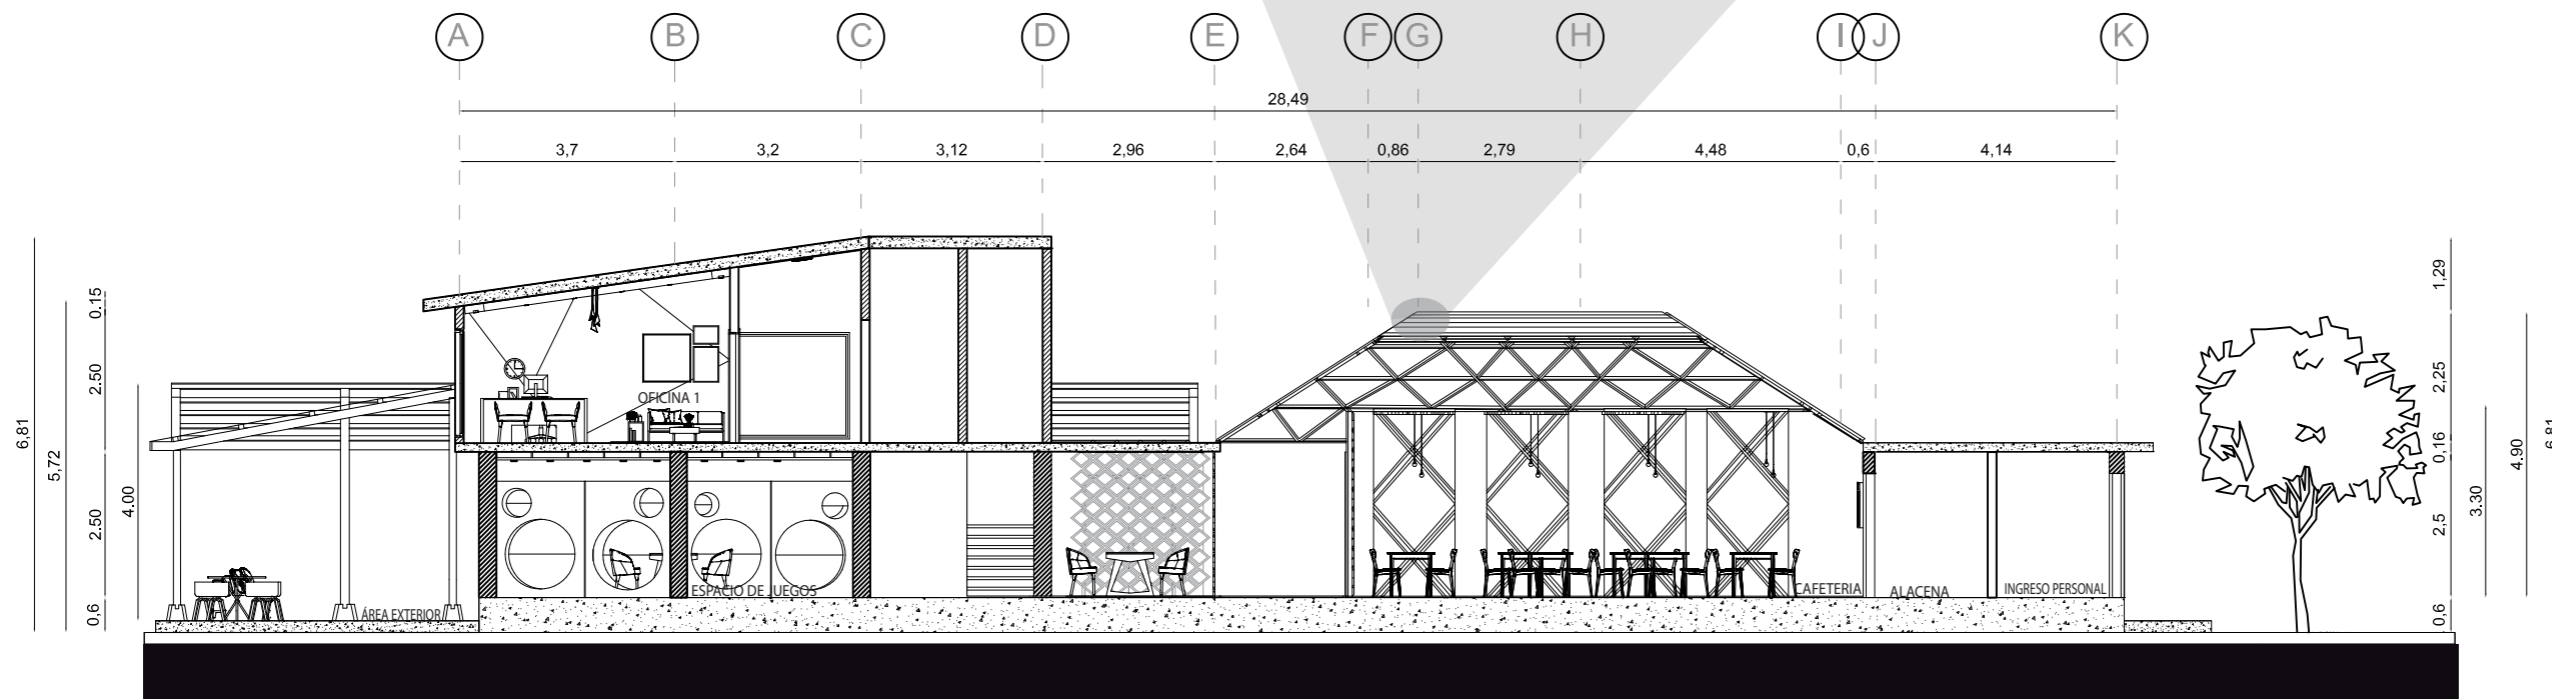 A B C D E F G H I J K
28,49
3,7 3,2 3,12 2,96 2,64 0,86 2,79 4,48 0,6 4,14
6,81
5,72
0.15
2.50
2.50
0,6
4.00
OFICINA 1
ESPACIO DE JUEGOS
ÁREA EXTERIOR
CAFETERIA
ALACENA
INGRESO PERSONAL
1,29
2,25
0,16
2,5
0,6
3.30
4.90
6,81